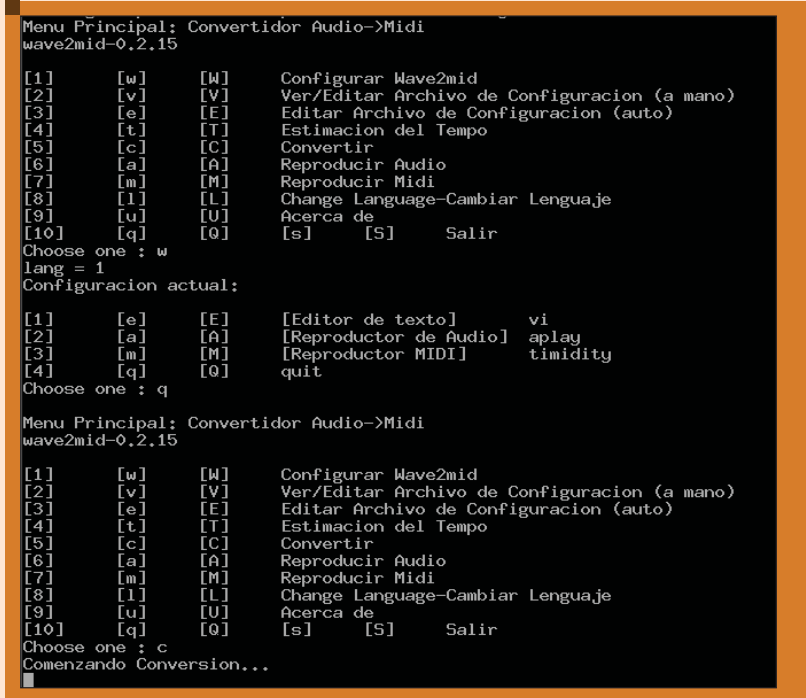 Menu Principal: Convertidor Audio->Midi
wave2mid-0.2.15
[1] [w] [W] Configurar Wave2mid
[2] [v] [V] Ver/Editar Archivo de Configuracion (a mano)
[3] [e] [E] Editar Archivo de Configuracion (auto)
[4] [t] [T] Estimacion del Tempo
[5] [c] [C] Convertir
[6] [a] [A] Reproducir Audio
[7] [m] [M] Reproducir Midi
[8] [l] [L] Change Language-Cambiar Lenguaje
[9] [u] [U] Acerca de
[10] [q] [Q] [s] [S] Salir
Choose one : w
lang = 1
Configuracion actual:
[1] [e] [E] [Editor de texto] vi
[2] [a] [A] [Reproductor de Audio] aplay
[3] [m] [M] [Reproductor MIDI] timidity
[4] [q] [Q] quit
Choose one : q
Menu Principal: Convertidor Audio->Midi
wave2mid-0.2.15
[1] [w] [W] Configurar Wave2mid
[2] [v] [V] Ver/Editar Archivo de Configuracion (a mano)
[3] [e] [E] Editar Archivo de Configuracion (auto)
[4] [t] [T] Estimacion del Tempo
[5] [c] [C] Convertir
[6] [a] [A] Reproducir Audio
[7] [m] [M] Reproducir Midi
[8] [l] [L] Change Language-Cambiar Lenguaje
[9] [u] [U] Acerca de
[10] [q] [Q] [s] [S] Salir
Choose one : c
Comenzando Conversion...